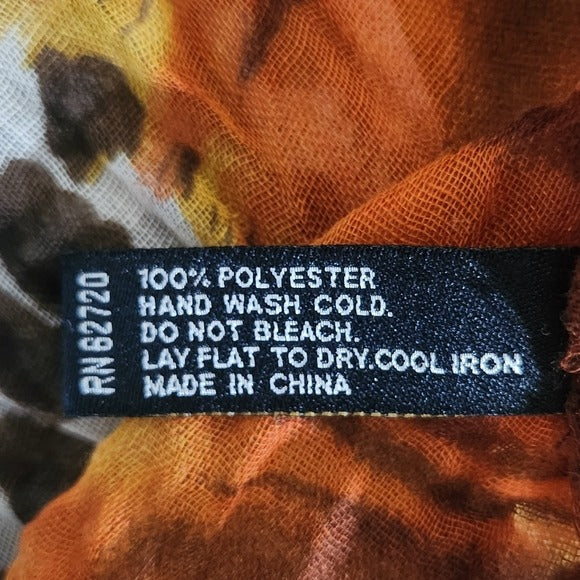 RN 62720
100% POLYESTER
HAND WASH COLD.
DO NOT BLEACH.
LAY FLAT TO DRY.COOL IRON
MADE IN CHINA